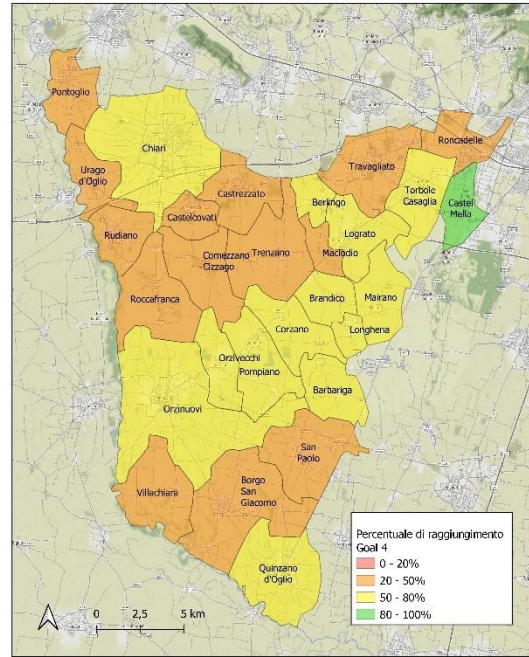 Pontoglio
Chiari
Urago
d'Oglio
Roncadelle
Travagliato
Torbole
Casaglia
Castel
Mella
Castrezzato
Berlingo
Castelcovati
Lograto
Rudiano
Comezzano
Cizzago
Trenzano
Maclodio
Roccafranca
Brandico
Mairano
Corzano
Longhena
Orzivecchi
Pompiano
Barbariga
Orzinuovi
San
Paolo
Villachiara
Borgo
San
Giacomo
Quinzano
d'Oglio
Percentuale di raggiungimento
Goal 4
0 - 20%
20 - 50%
50 - 80%
80 - 100%
0 2,5 5 km